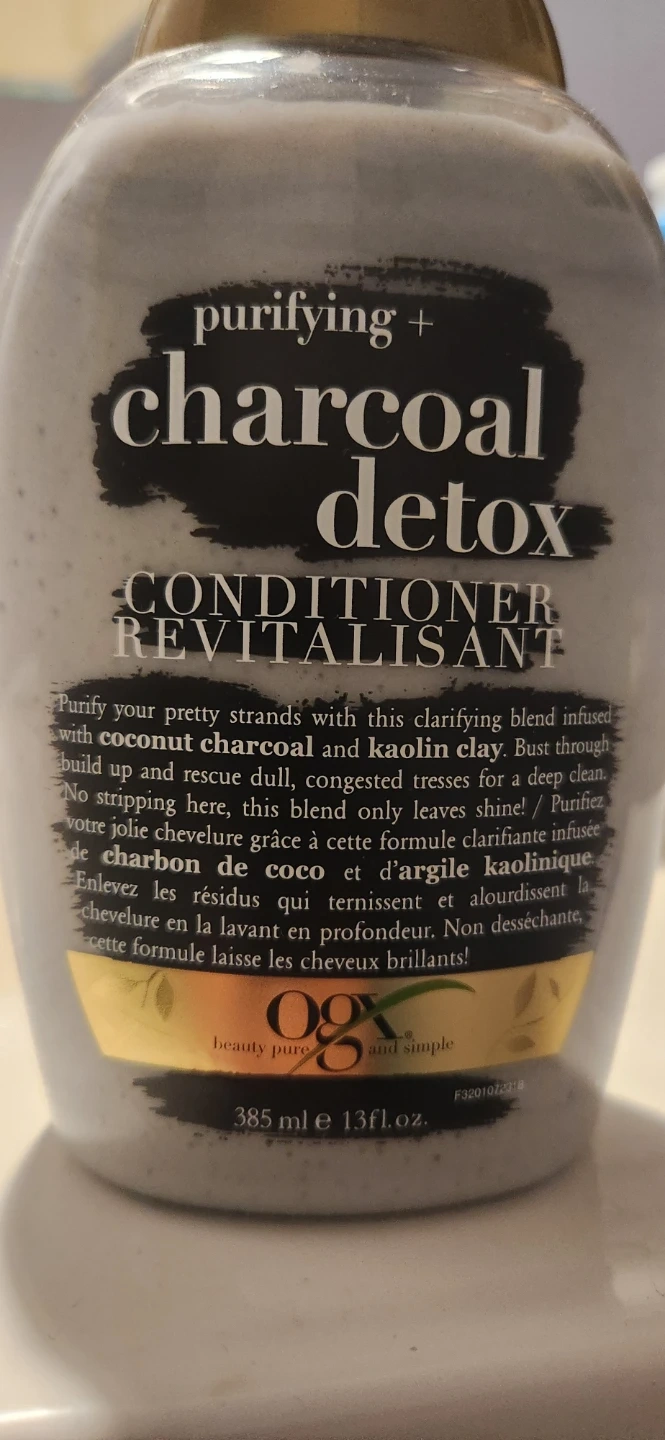 purifying +
charcoal
detox
CONDITIONER
REVITALISANT
Purify your pretty strands with this clarifying blend infused
with coconut charcoal and kaolin clay. Bust through
build up and rescue dull, congested tresses for a deep clean.
No stripping here, this blend only leaves shine! / Purifiez
votre jolie chevelure grâce à cette formule clarifiante infusée
de charbon de coco et d'argile kaolinique.
Enlevez les résidus qui ternissent et alourdissent la
chevelure en la lavant en profondeur. Non desséchante,
cette formule laisse les cheveux brillants!
ogx®
beauty pure and simple
385 ml e 13fl.oz.